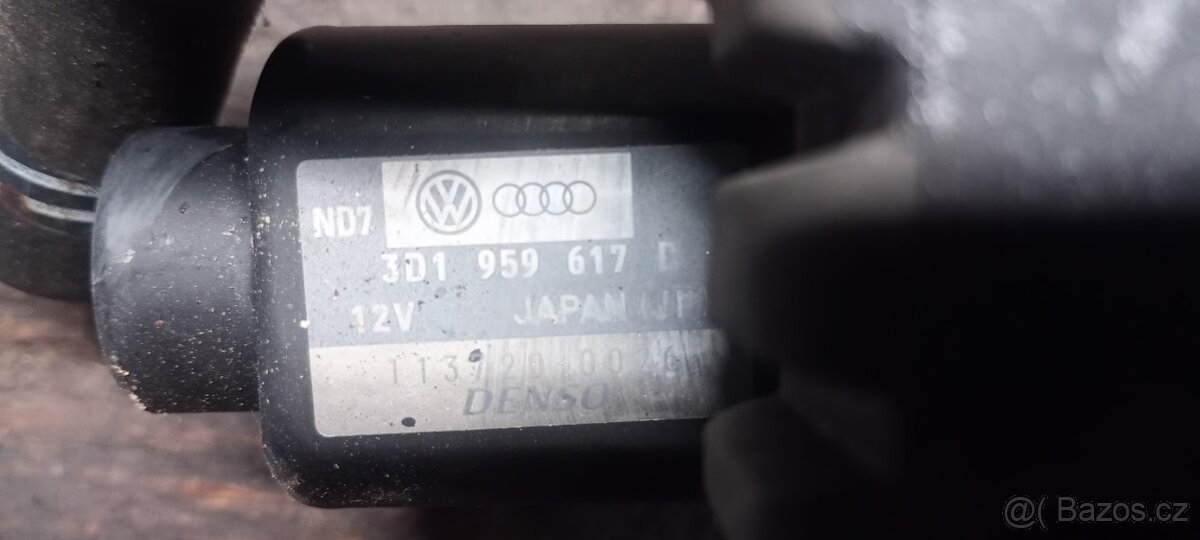 ND7
3D1 959 617
12V JAPAN
DENSO
@( Bazos.cz